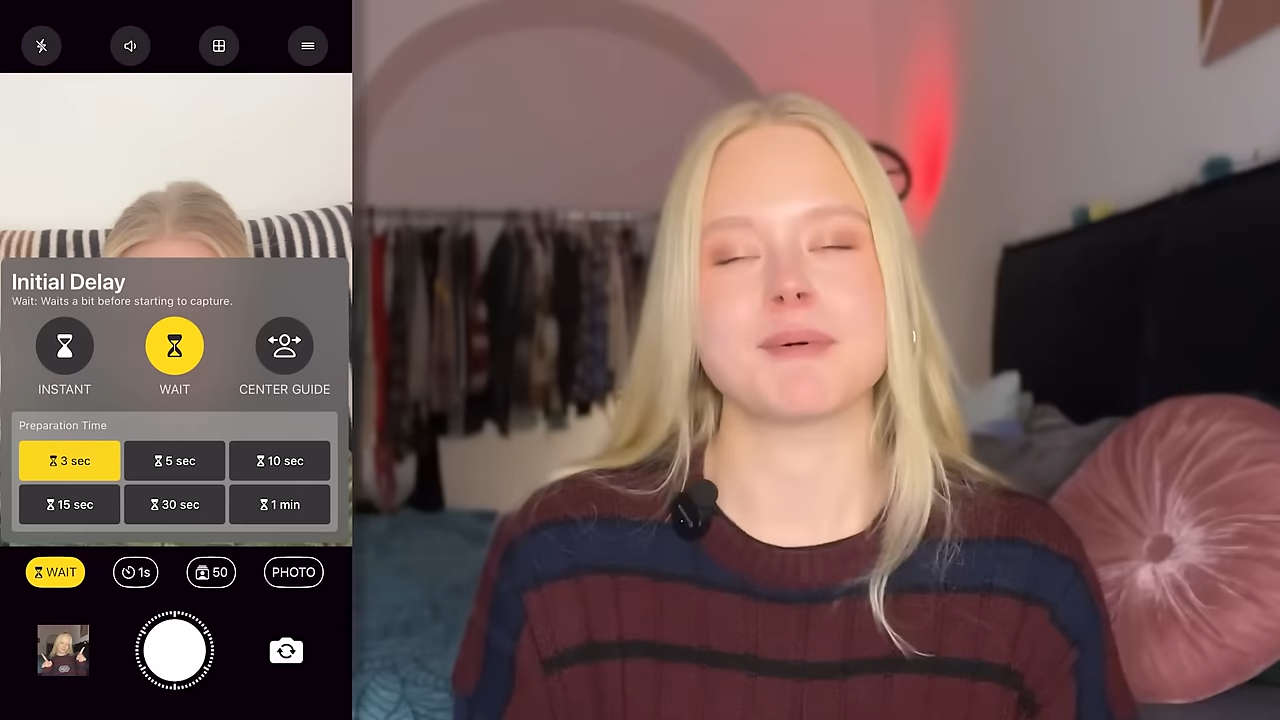 Initial Delay
Wait: Waits a bit before starting to capture.
INSTANT
WAIT
CENTER GUIDE
Preparation Time
3 sec
5 sec
10 sec
15 sec
30 sec
1 min
WAIT
1s
50
PHOTO